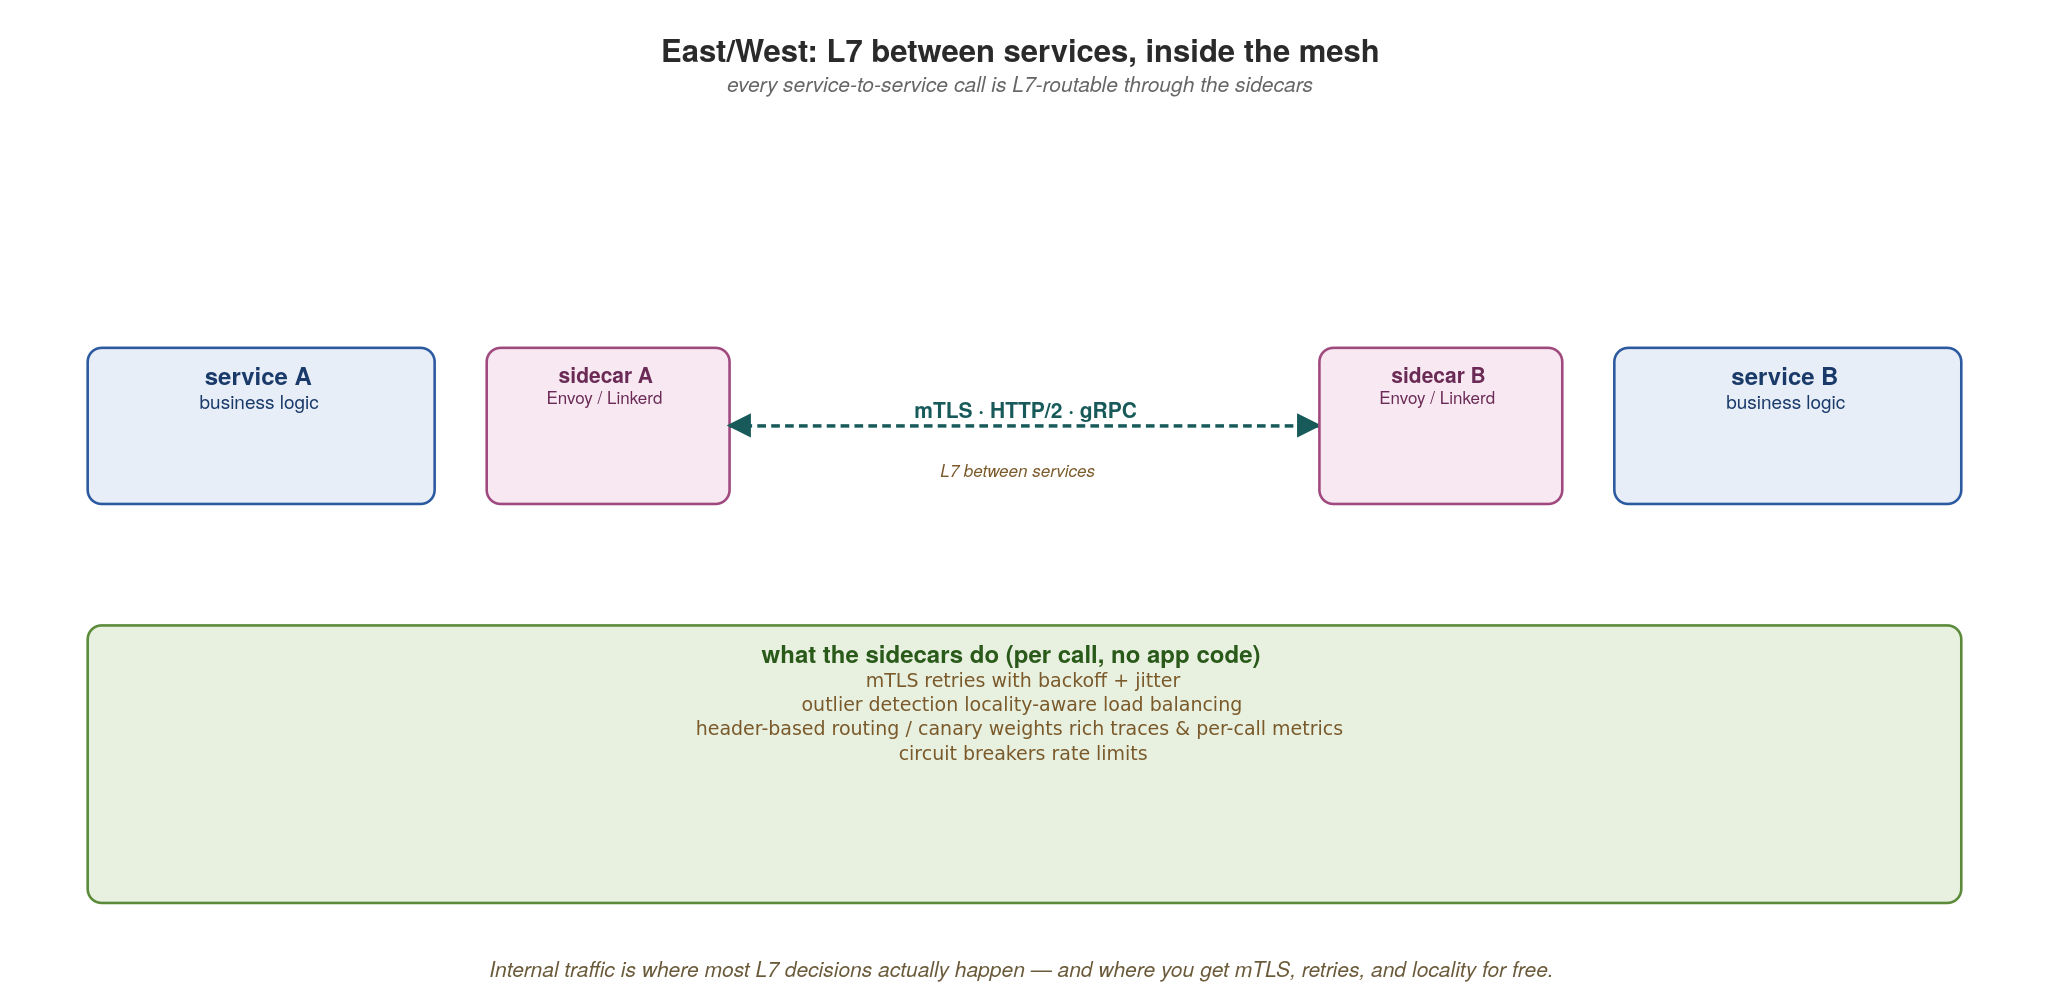 East/West: L7 between services, inside the mesh
every service-to-service call is L7-routable through the sidecars
service A
business logic
sidecar A
Envoy / Linkerd
mTLS · HTTP/2 · gRPC
L7 between services
sidecar B
Envoy / Linkerd
service B
business logic
what the sidecars do (per call, no app code)
mTLS retries with backoff + jitter
outlier detection locality-aware load balancing
header-based routing / canary weights rich traces & per-call metrics
circuit breakers rate limits
Internal traffic is where most L7 decisions actually happen — and where you get mTLS, retries, and locality for free.